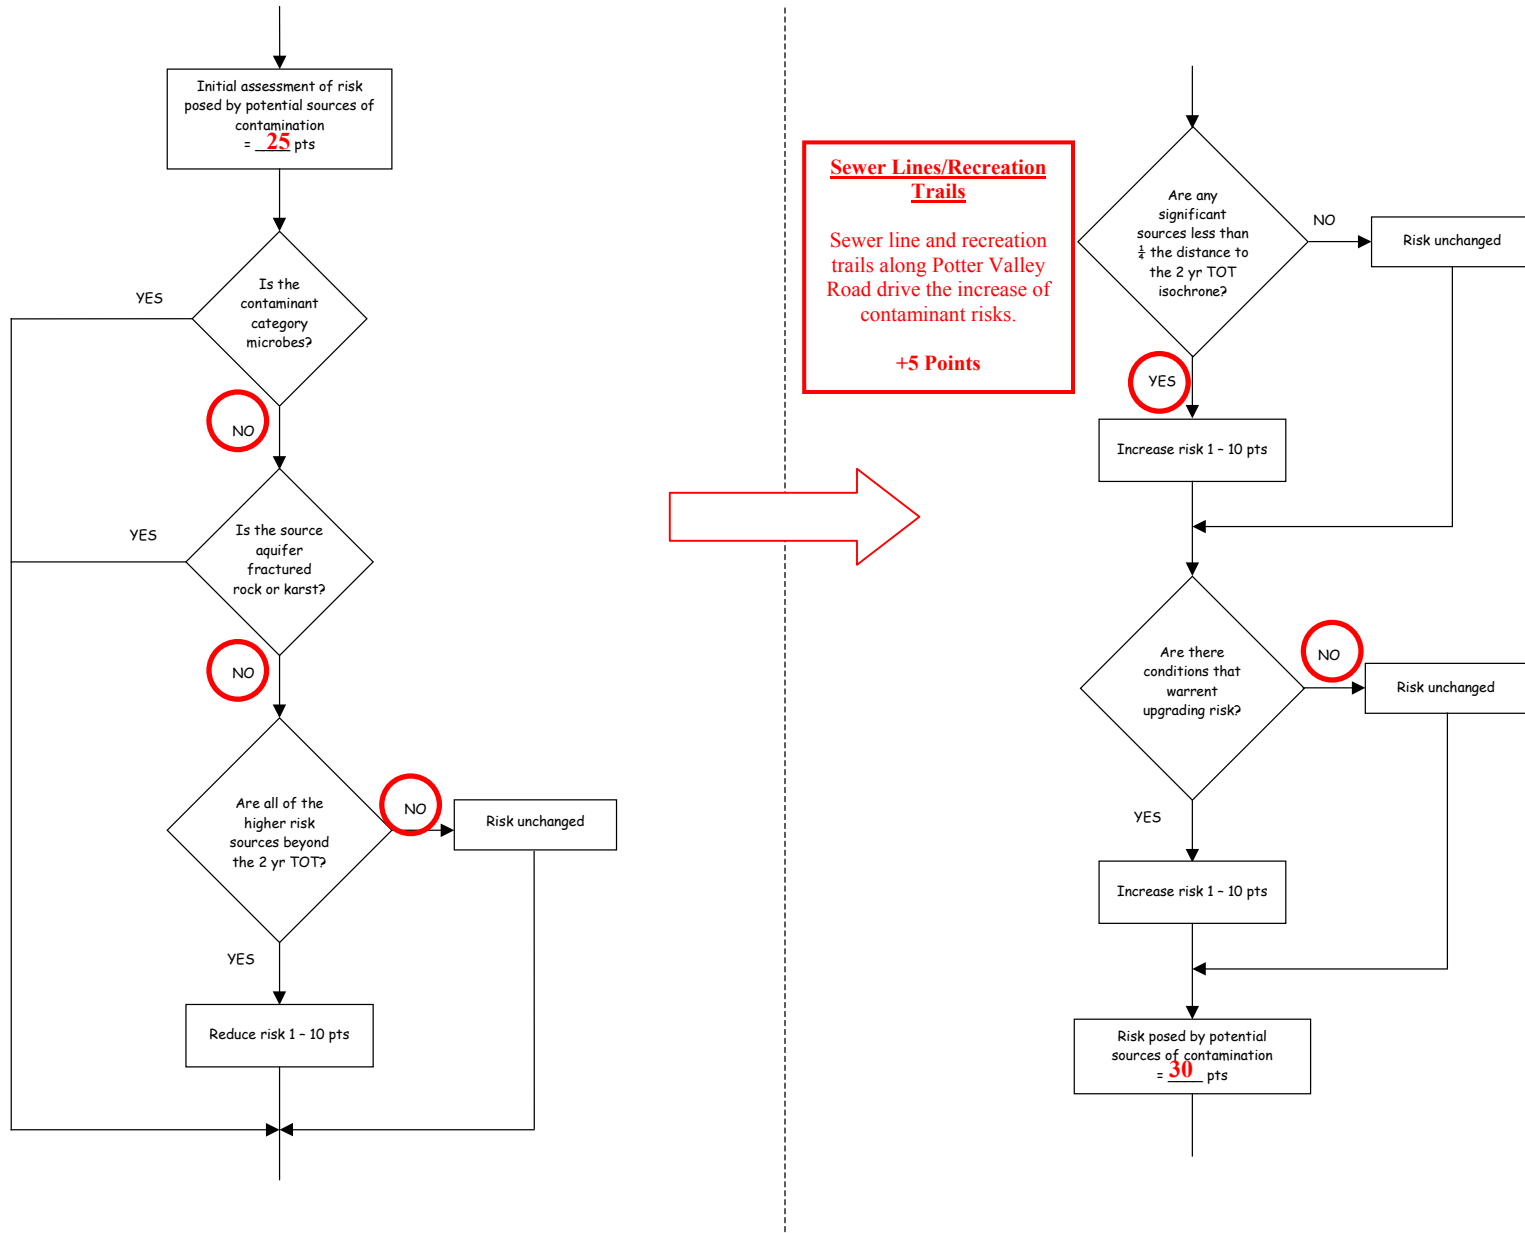 Initial assessment of risk
posed by potential sources of
contamination
= 25 pts
Is the
contaminant
category
microbes?
YES
NO
Is the source
aquifer
fractured
rock or karst?
YES
NO
Are all of the
higher risk
sources beyond
the 2 yr TOT?
NO
Risk unchanged
YES
Reduce risk 1 – 10 pts
Sewer Lines/Recreation
Trails
Sewer line and recreation
trails along Potter Valley
Road drive the increase of
contaminant risks.
+5 Points
Are any
significant
sources less than
¼ the distance to
the 2 yr TOT
isochrone?
NO
Risk unchanged
YES
Increase risk 1 – 10 pts
Are there
conditions that
warrent
upgrading risk?
NO
Risk unchanged
YES
Increase risk 1 – 10 pts
Risk posed by potential
sources of contamination
= 30 pts